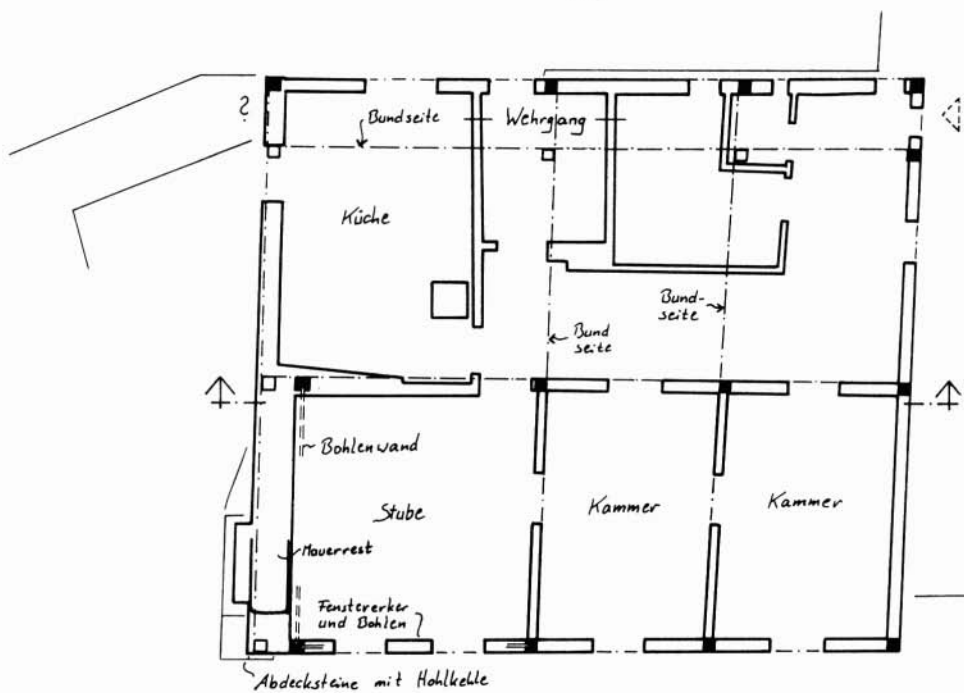 ?
Bundseite
Wehrgang
Küche
Bund-
seite
Bund
seite
Bohlenwand
Stube
Kammer
Kammer
Mauerrest
Fenstererker
und Bohlen
Abdecksteine mit Hohlkehle